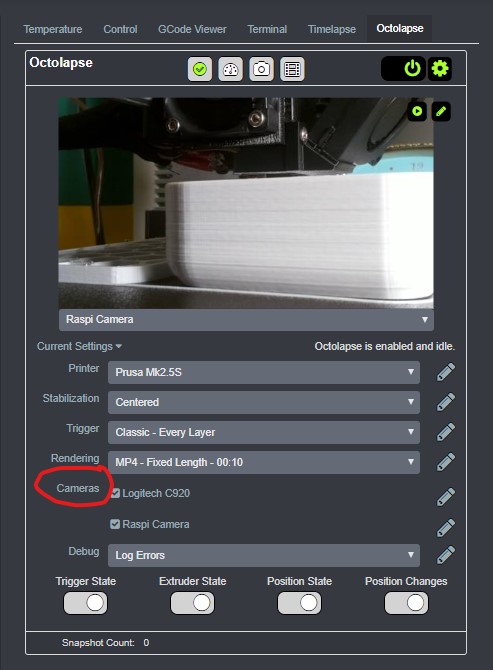 Temperature Control GCode Viewer Terminal Timelapse Octolapse
Octolapse
12
Raspi Camera
Current Settings Octolapse is enabled and idle.
Printer Prusa Mk2.5S
Stabilization Centered
Trigger Classic - Every Layer
Rendering MP4 - Fixed Length - 00:10
Cameras Logitech C920
Raspi Camera
Debug Log Errors
Trigger State Extruder State Position State Position Changes
Snapshot Count: 0